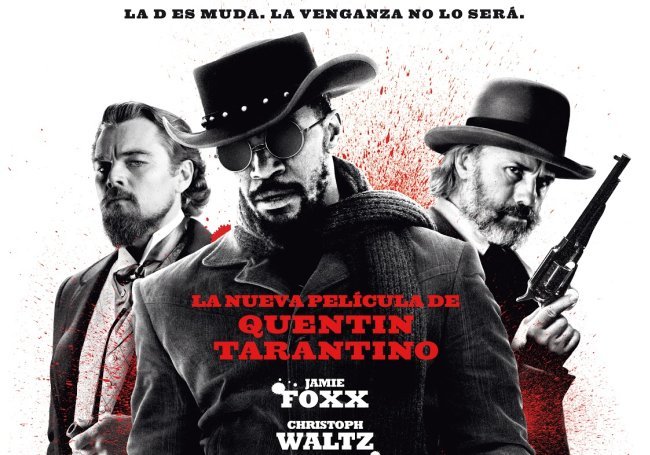 LA D ES MUDA. LA VENGANZA NO LO SERÁ.
LA NUEVA PELÍCULA DE
QUENTIN
TARANTINO
JAMIE
FOXX
CHRISTOPH
WALTZ